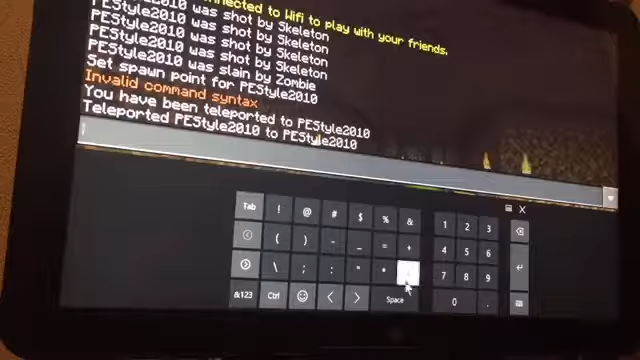 connected to Wifi to play with your friends.
PEStyle2010 was shot by Skeleton
PEStyle2010 was shot by Skeleton
PEStyle2010 was shot by Skeleton
PEStyle2010 was slain by Zombie
Set spawn point for PEStyle2010
Invalid command syntax
You have been teleported to PEStyle2010
Teleported PEStyle2010 to PEStyle2010
Tab ! @ # $ % & 1 2 3
( ) - _ = + 4 5 6
\ ; : " * 7 8 9
&123 Ctrl < > Space 0 .